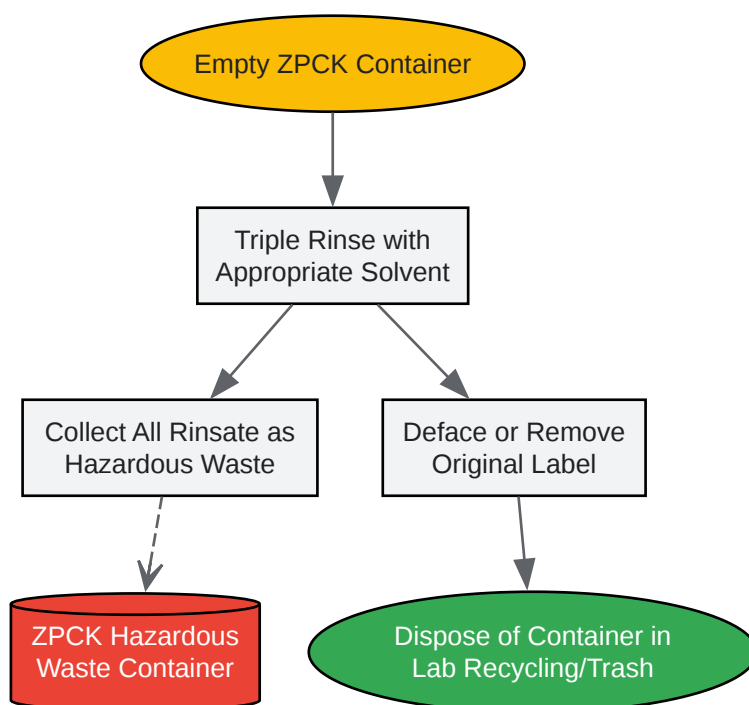 Empty ZPCK Container
Triple Rinse with
Appropriate Solvent
Collect All Rinsate as
Hazardous Waste
Deface or Remove
Original Label
ZPCK Hazardous
Waste Container
Dispose of Container in
Lab Recycling/Trash